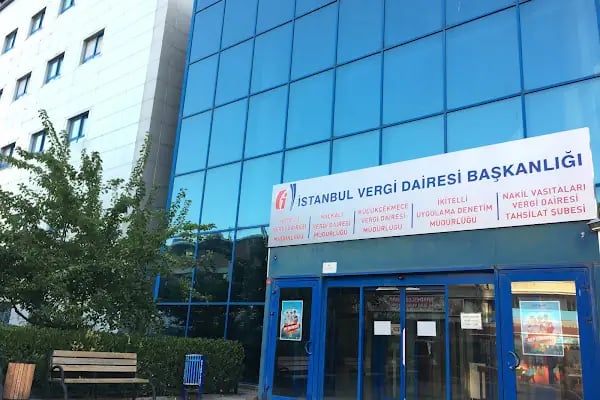 İSTANBUL VERGİ DAİRESİ BAŞKANLIĞI
İKİTELLİ
VERGİ DAİRESİ
MÜDÜRLÜĞÜ
HALKALI
VERGİ DAİRESİ
MÜDÜRLÜĞÜ
KÜÇÜKÇEKMECE
VERGİ DAİRESİ
MÜDÜRLÜĞÜ
İKİTELLİ
UYGULAMA DENETİM
MÜDÜRLÜĞÜ
NAKİL VASITALARI
VERGİ DAİRESİ
TAHSİLAT ŞUBESİ